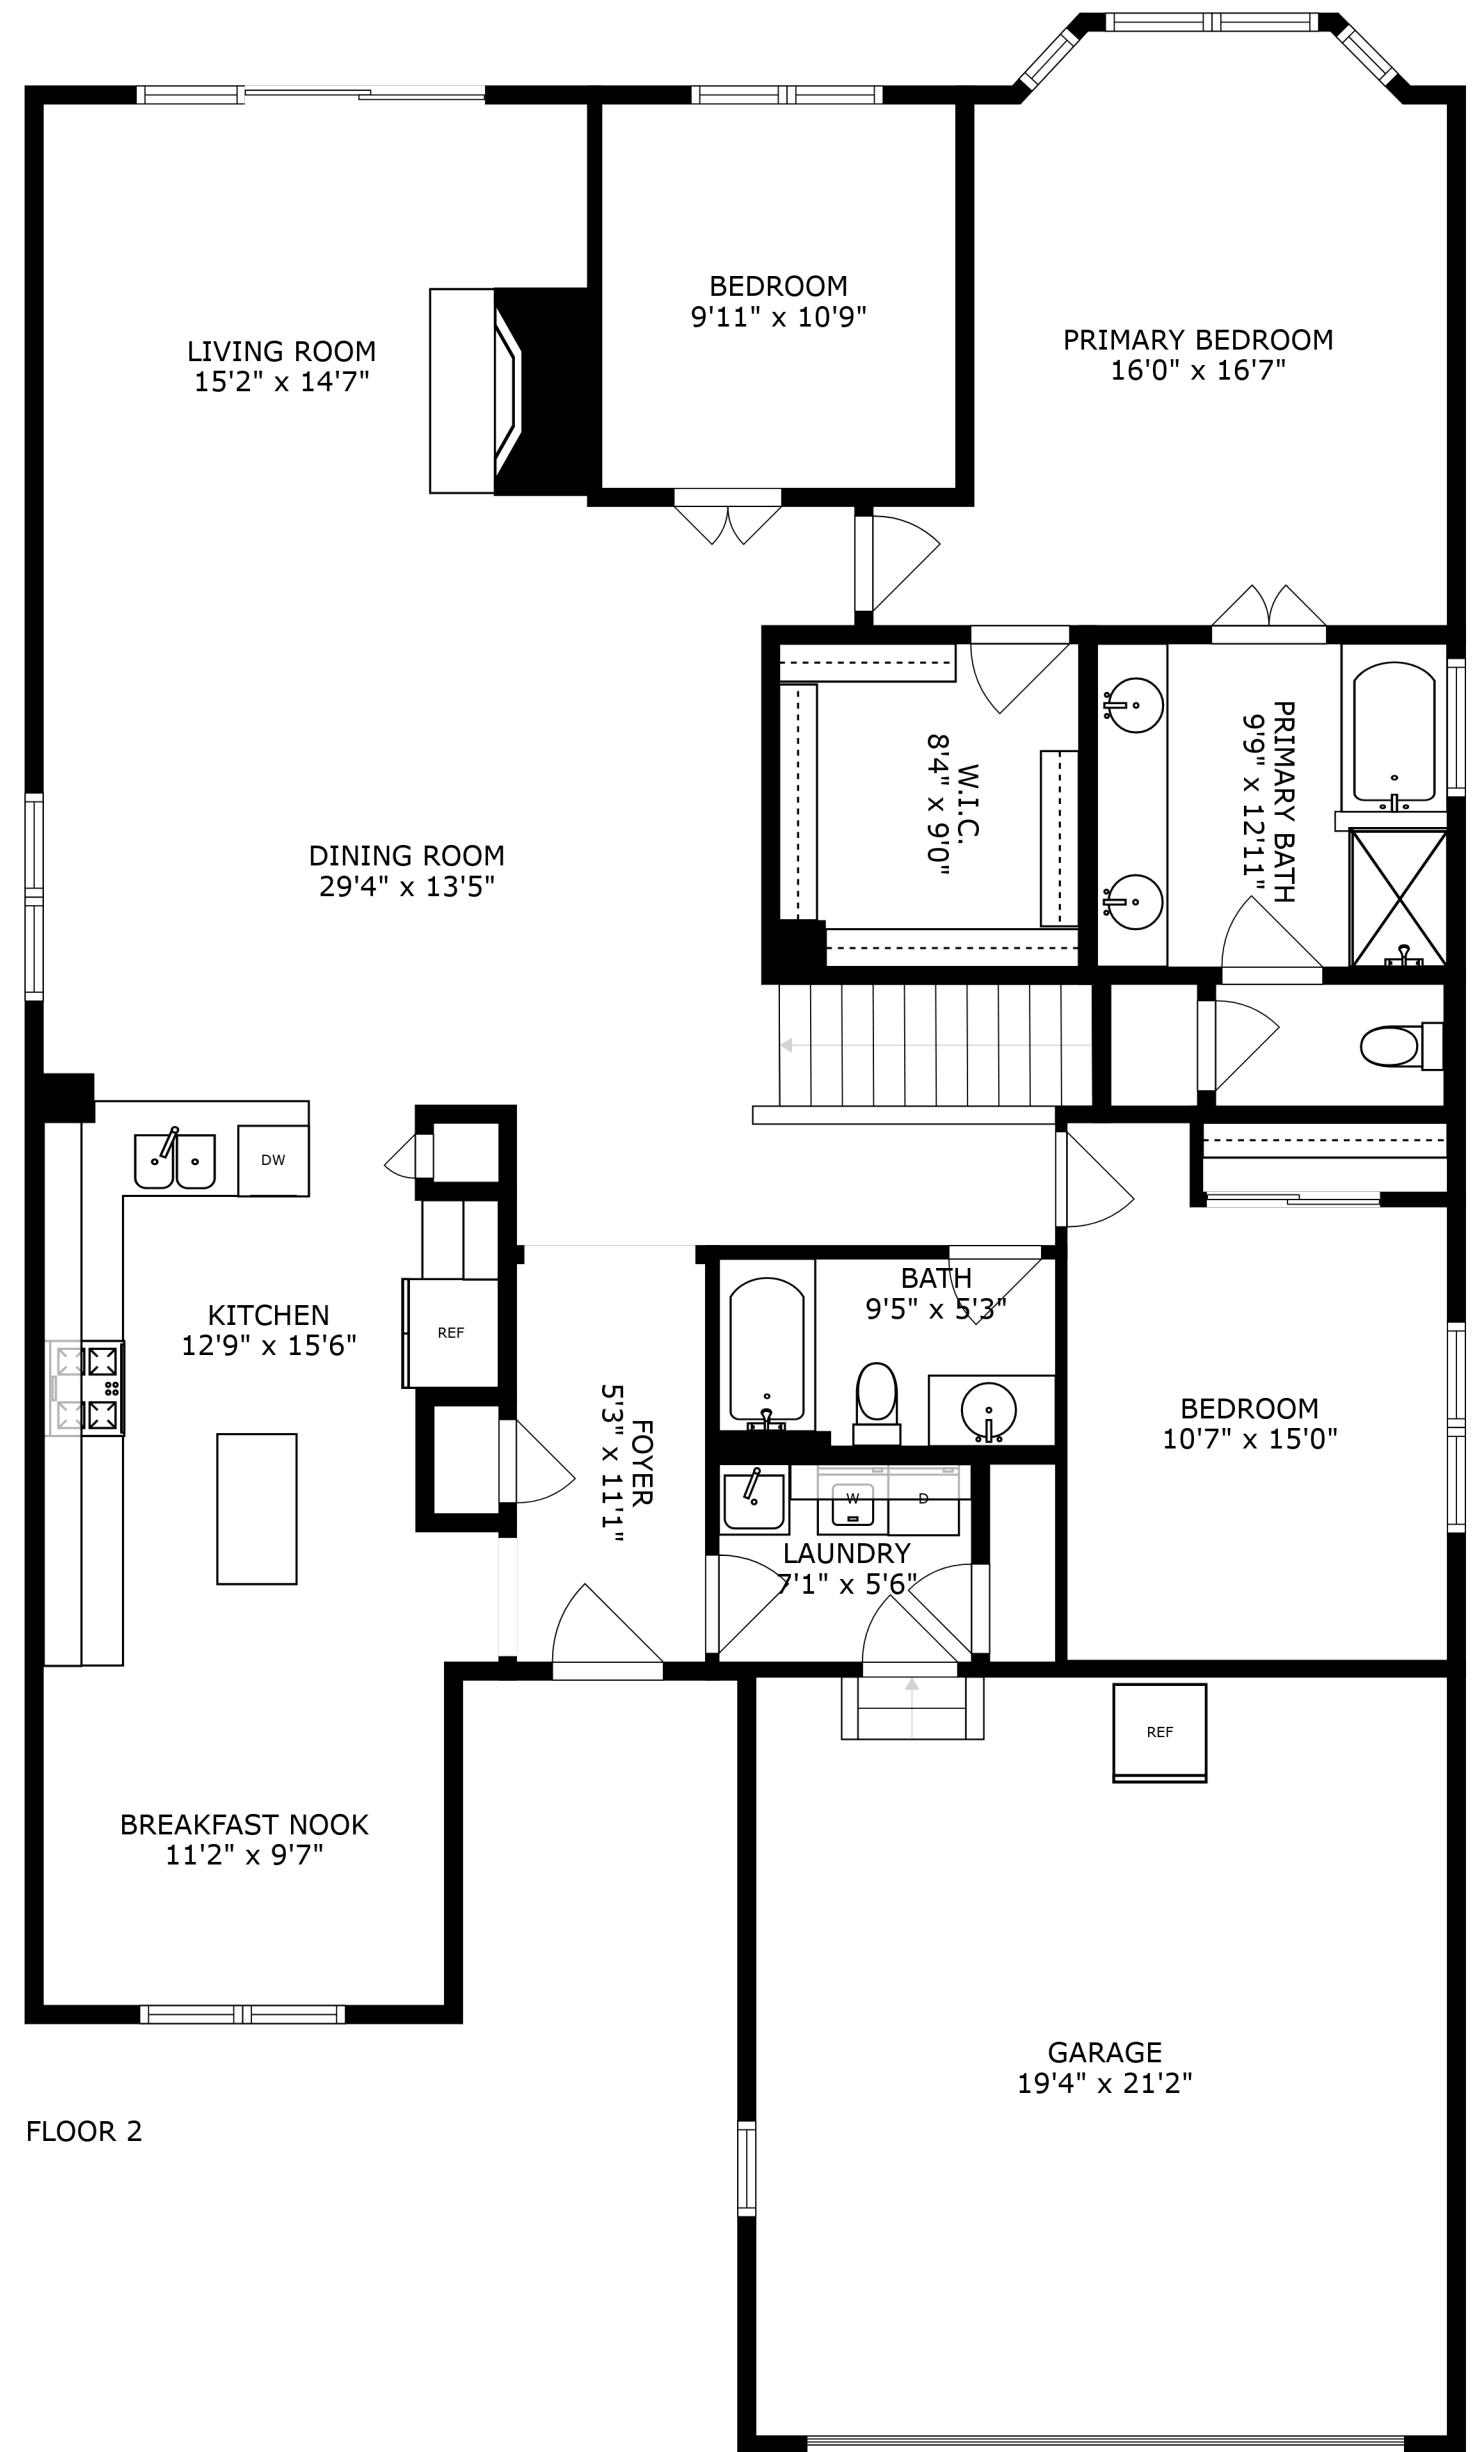 BEDROOM
9'11" x 10'9"
PRIMARY BEDROOM
16'0" x 16'7"
LIVING ROOM
15'2" x 14'7"
W.I.C.
8'4" x 9'0"
PRIMARY BATH
9'9" x 12'11"
DINING ROOM
29'4" x 13'5"
DW
KITCHEN
12'9" x 15'6"
REF
BATH
9'5" x 5'3"
FOYER
5'3" x 11'1"
BEDROOM
10'7" x 15'0"
W
D
LAUNDRY
7'1" x 5'6"
REF
BREAKFAST NOOK
11'2" x 9'7"
GARAGE
19'4" x 21'2"
FLOOR 2